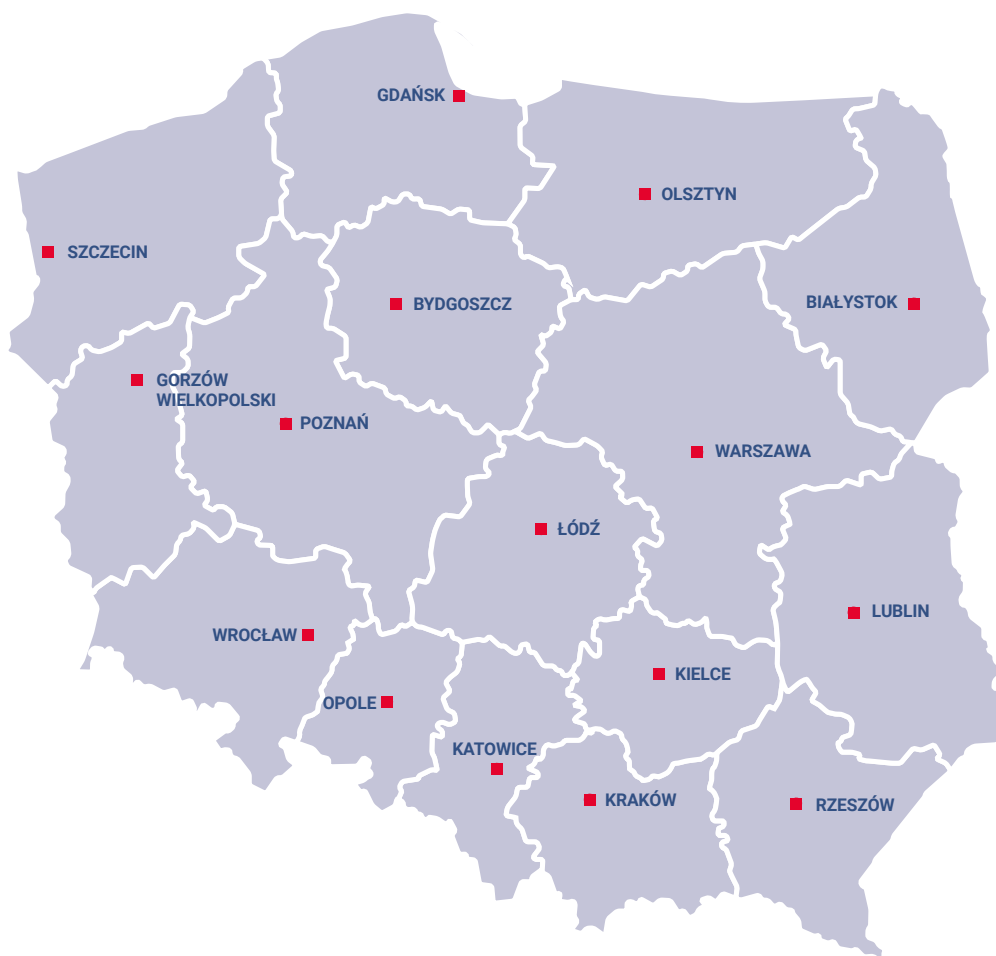 GDAŃSK
OLSZTYN
SZCZECIN
BYDGOSZCZ
BIAŁYSTOK
GORZÓW
WIELKOPOLSKI
POZNAŃ
WARSZAWA
ŁÓDŹ
LUBLIN
WROCŁAW
KIELCE
OPOLE
KATOWICE
KRAKÓW
RZESZÓW